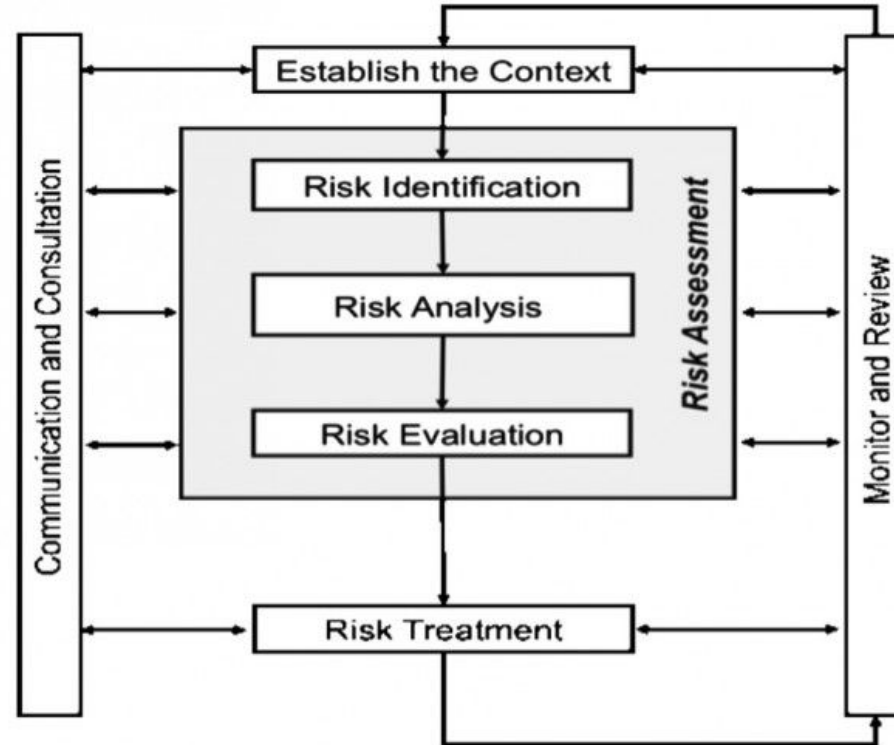 Establish the Context
Risk Identification
Risk Analysis
Risk Evaluation
Risk Assessment
Risk Treatment
Communication and Consultation
Monitor and Review